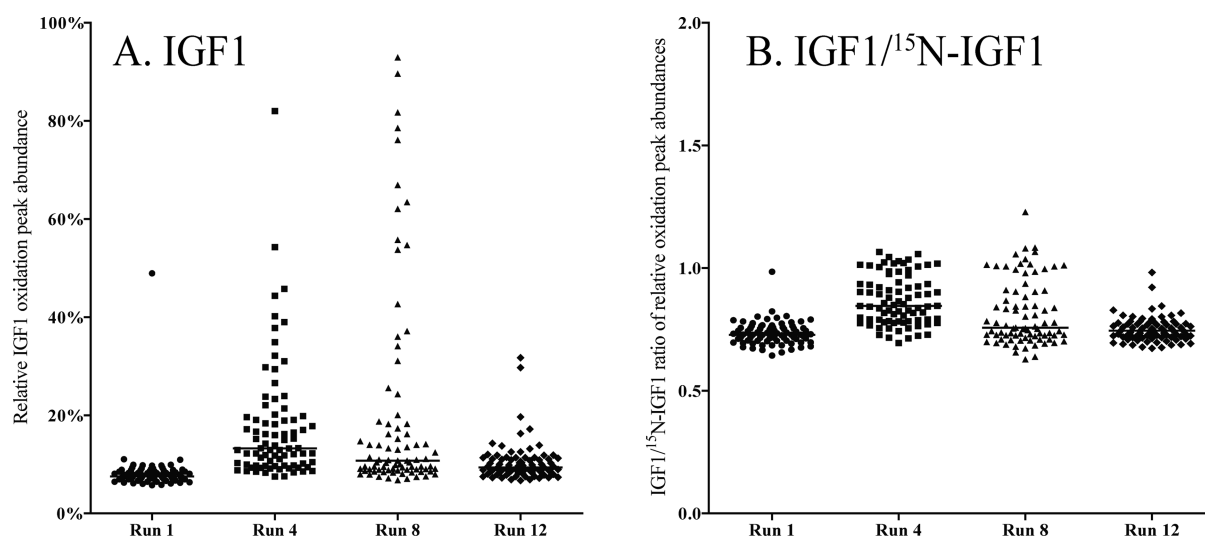 A. IGF1
Relative IGF1 oxidation peak abundance
100%
80%
60%
40%
20%
0%
Run 1 Run 4 Run 8 Run 12
B. IGF1/¹⁵N-IGF1
IGF1/¹⁵N-IGF1 ratio of relative oxidation peak abundances
2.0
1.5
1.0
0.5
0.0
Run 1 Run 4 Run 8 Run 12